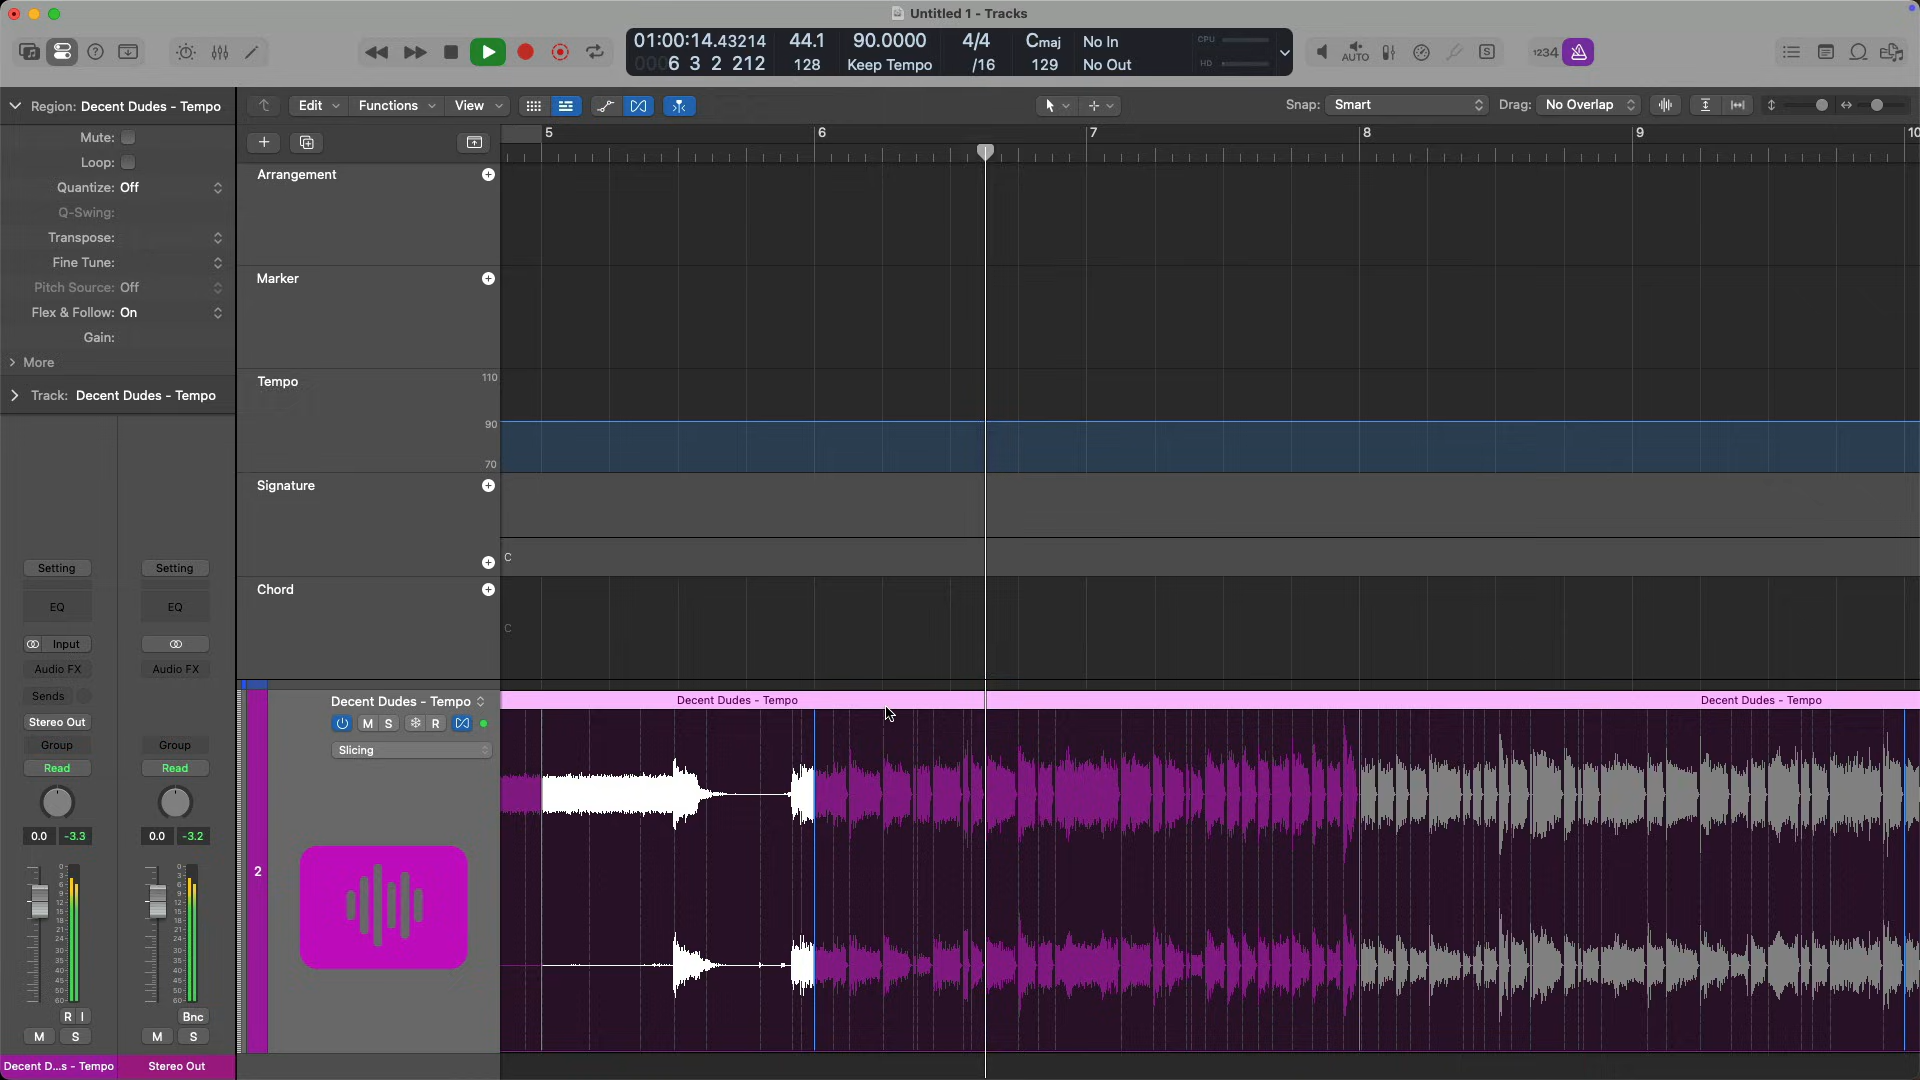 Untitled 1 - Tracks
01:00:14.43214
6 3 2 212
44.1
128
90.0000
Keep Tempo
4/4
/16
Cmaj
129
No In
No Out
CPU
HD
AUTO
S
1234
Region: Decent Dudes - Tempo
Edit
Functions
View
Snap: Smart
Drag: No Overlap
Mute:
Loop:
Quantize: Off
Q-Swing:
Transpose:
Fine Tune:
Pitch Source: Off
Flex & Follow: On
Gain:
More
Track: Decent Dudes - Tempo
5
6
7
8
9
10
Arrangement
Marker
Tempo
110
90
70
Signature
C
Chord
C
Setting
Setting
EQ
EQ
Input
Audio FX
Audio FX
Sends
Stereo Out
Group
Group
Read
Read
0.0
-3.3
0.0
-3.2
R I
Bnc
M
S
M
S
Decent D...s - Tempo
Stereo Out
2
Decent Dudes - Tempo
M S
R
Slicing
Decent Dudes - Tempo
Decent Dudes - Tempo